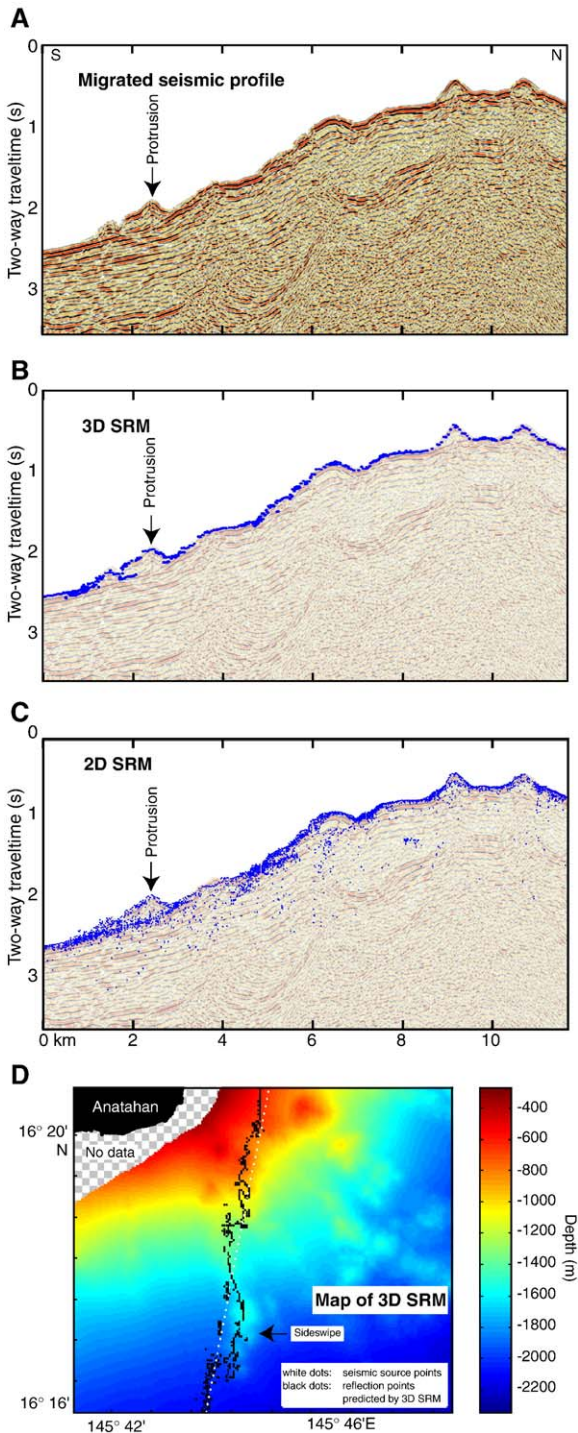 A
0
S
N
Migrated seismic profile
Protrusion
1
2
3
Two-way traveltime (s)
B
0
3D SRM
Protrusion
1
2
3
Two-way traveltime (s)
C
0
2D SRM
Protrusion
1
2
3
Two-way traveltime (s)
0 km
2
4
6
8
10
D
Anatahan
No data
16° 20'
N
Map of 3D SRM
Sideswipe
white dots: seismic source points
black dots: reflection points
predicted by 3D SRM
16° 16'
145° 42'
145° 46'E
-400
-600
-800
-1000
-1200
-1400
-1600
-1800
-2000
-2200
Depth (m)